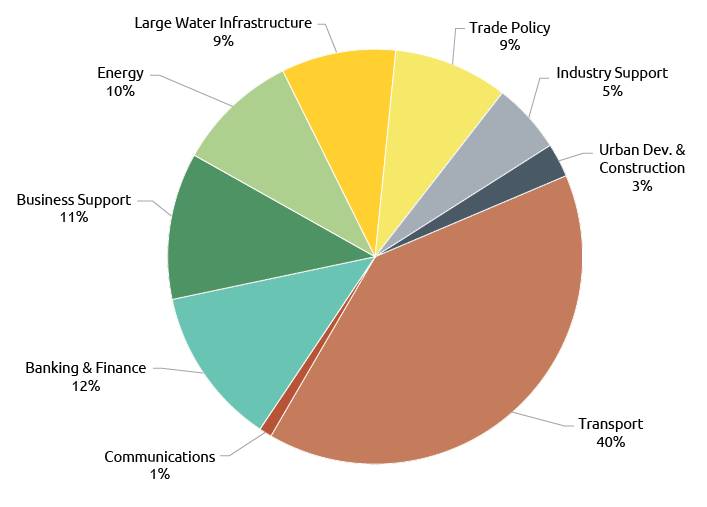 Large Water Infrastructure
9%
Trade Policy
9%
Energy
10%
Industry Support
5%
Urban Dev. &
Construction
3%
Business Support
11%
Banking & Finance
12%
Transport
40%
Communications
1%